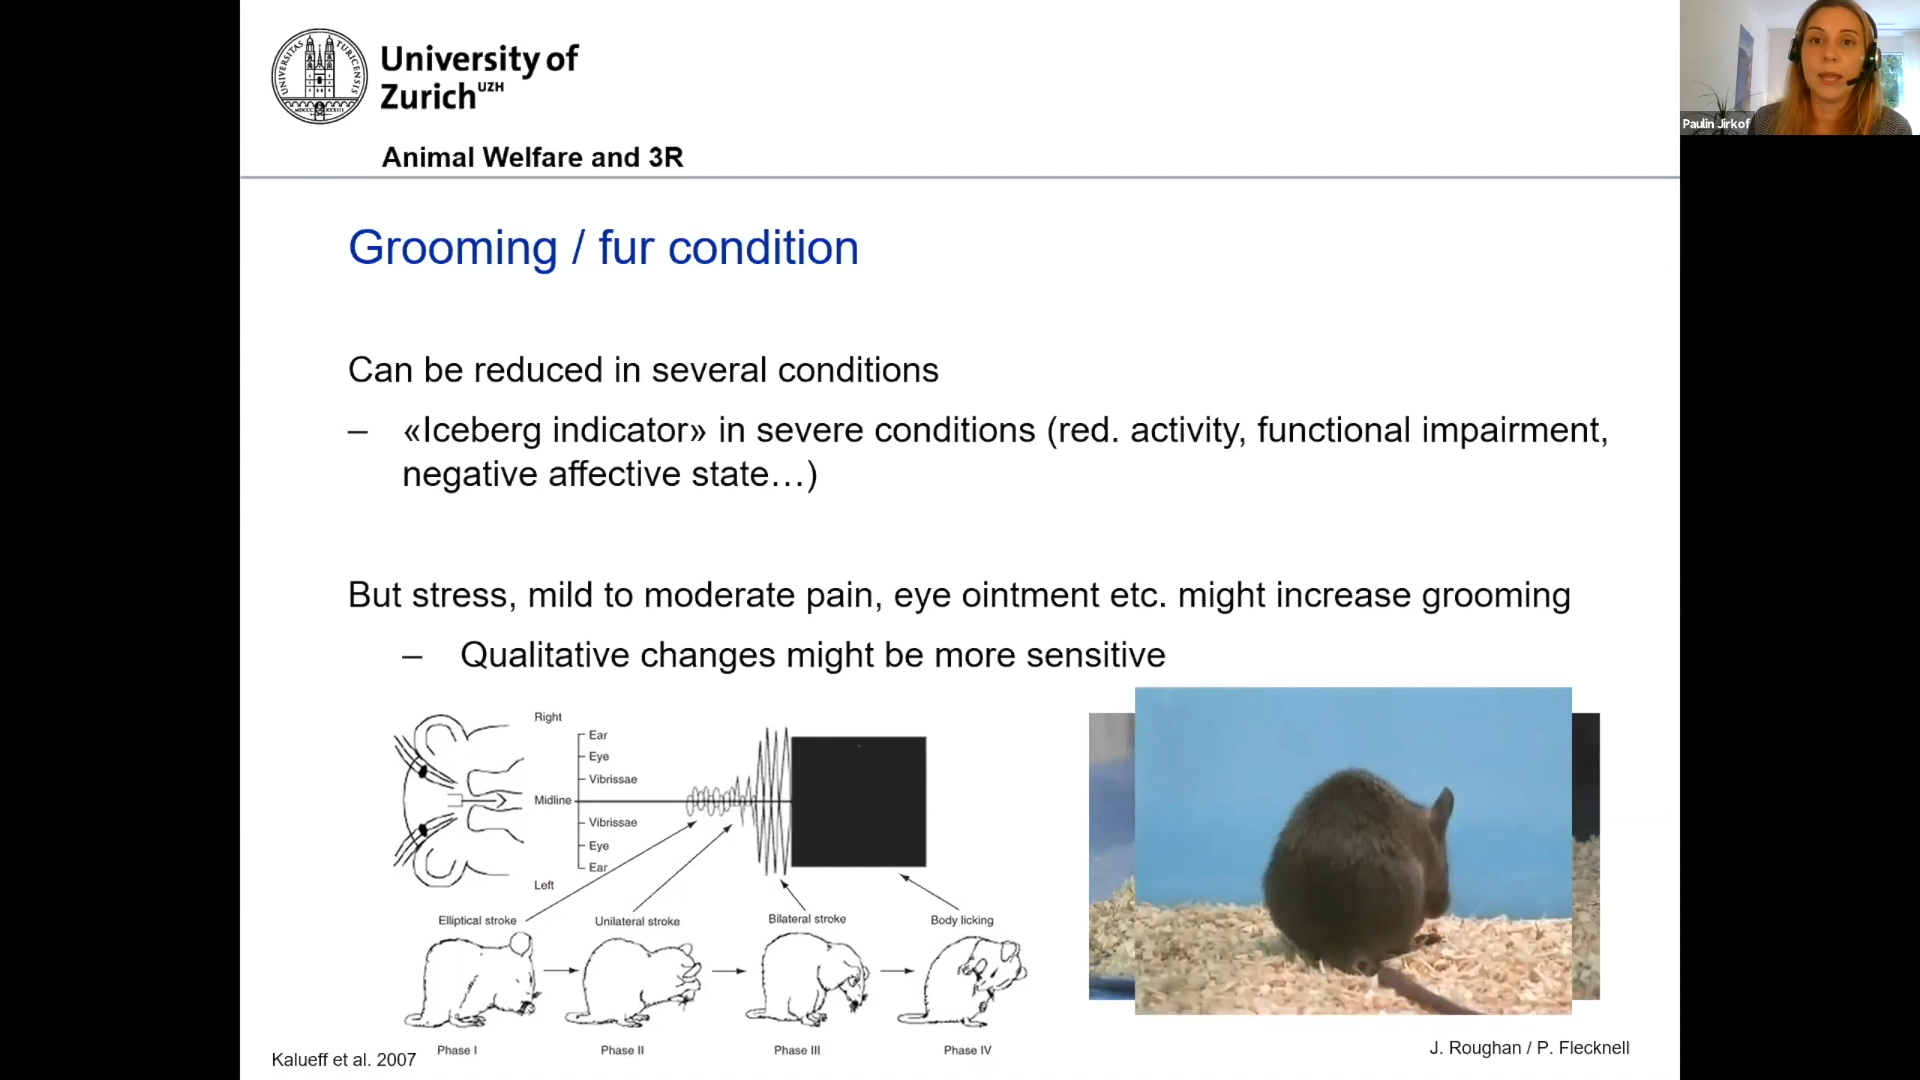 University of
Zurich UZH
UNIVERSITAS TURICENSIS
MDCCC XXXIII
Animal Welfare and 3R
Paulin Jirkof
Grooming / fur condition
Can be reduced in several conditions
– «Iceberg indicator» in severe conditions (red. activity, functional impairment,
negative affective state…)
But stress, mild to moderate pain, eye ointment etc. might increase grooming
– Qualitative changes might be more sensitive
Right
Ear
Eye
Vibrissae
Midline
Vibrissae
Eye
Ear
Left
Elliptical stroke
Unilateral stroke
Bilateral stroke
Body licking
Phase I
Phase II
Phase III
Phase IV
Kalueff et al. 2007
J. Roughan / P. Flecknell